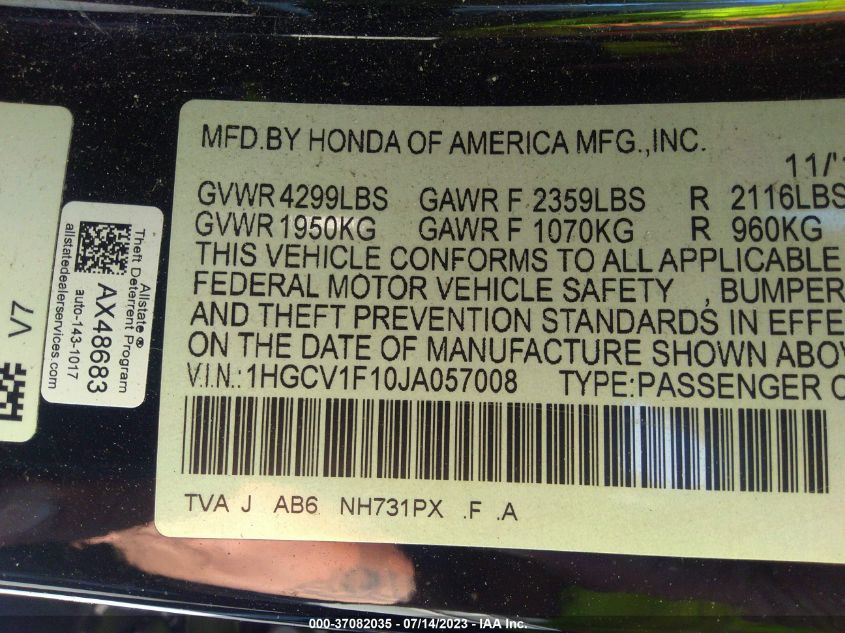 MFD.BY HONDA OF AMERICA MFG.,INC.
11/'
GVWR 4299LBS GAWR F 2359LBS R 2116LBS
GVWR 1950KG GAWR F 1070KG R 960KG
THIS VEHICLE CONFORMS TO ALL APPLICABLE
FEDERAL MOTOR VEHICLE SAFETY , BUMPER
AND THEFT PREVENTION STANDARDS IN EFFE
ON THE DATE OF MANUFACTURE SHOWN ABOV
V.I.N.:1HGCV1F10JA057008 TYPE:PASSENGER C
TVA J AB6 NH731PX .F .A
Allstate®
Theft Deterrent Program
AX48683
auto-143-1017
allstatedealerservices.com
V7
000-37082035 - 07/14/2023 - IAA Inc.